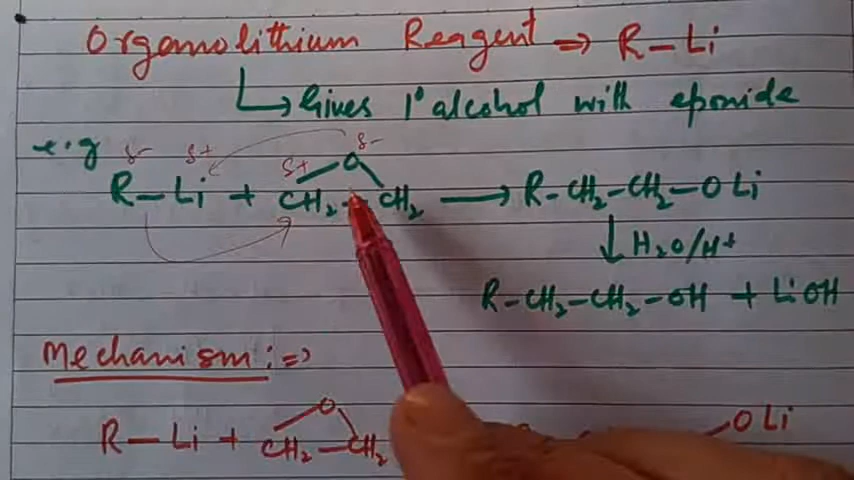 Organolithium Reagent ⇒ R-Li
↳ Gives 1° alcohol with epoxide
e.g δ- δ+ δ+ δ-
R-Li + CH2-CH2 O → R-CH2-CH2-OLi
↓ H2O/H+
R-CH2-CH2-OH + LiOH
Mechanism: ⇒
O OLi
R-Li + CH2-CH2